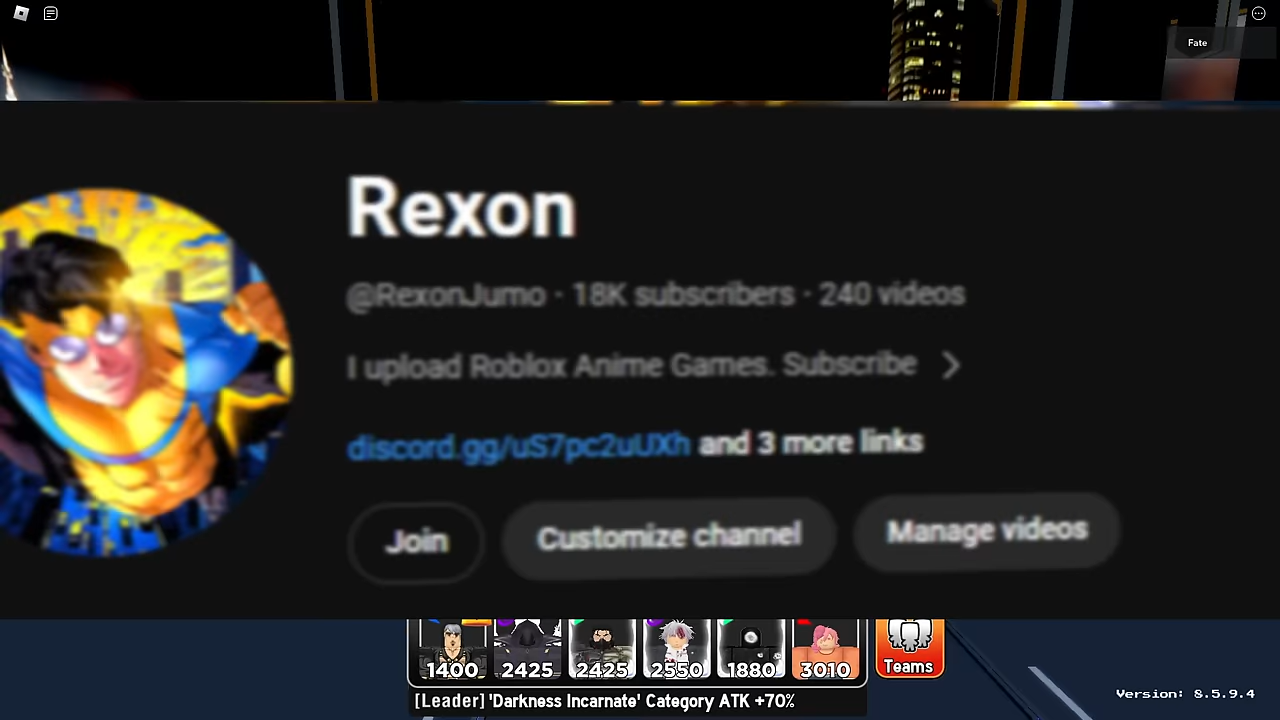 Fate
Rexon
@RexonJumo · 18K subscribers · 240 videos
I upload Roblox Anime Games. Subscribe
discord.gg/uS7pc2uUXh and 3 more links
Join Customize channel Manage videos
1400 2425 2425 2550 1880 3010 Teams
[Leader] 'Darkness Incarnate' Category ATK +70%
Version: 8.5.9.4